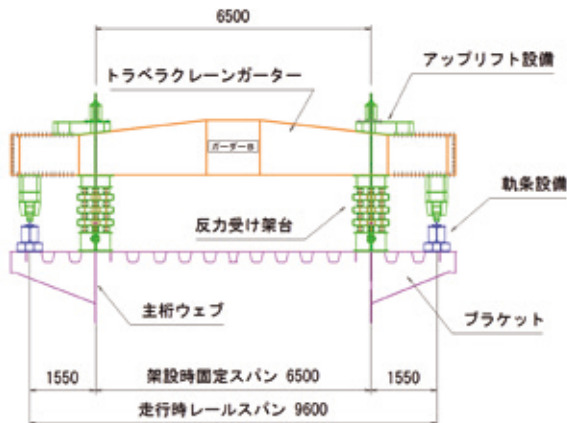 6500
アップリフト設備
トラベラクレーンガーター
ガーダー部
軌条設備
反力受け架台
主桁ウェブ
ブラケット
1550
架設時固定スパン 6500
1550
走行時レールスパン 9600